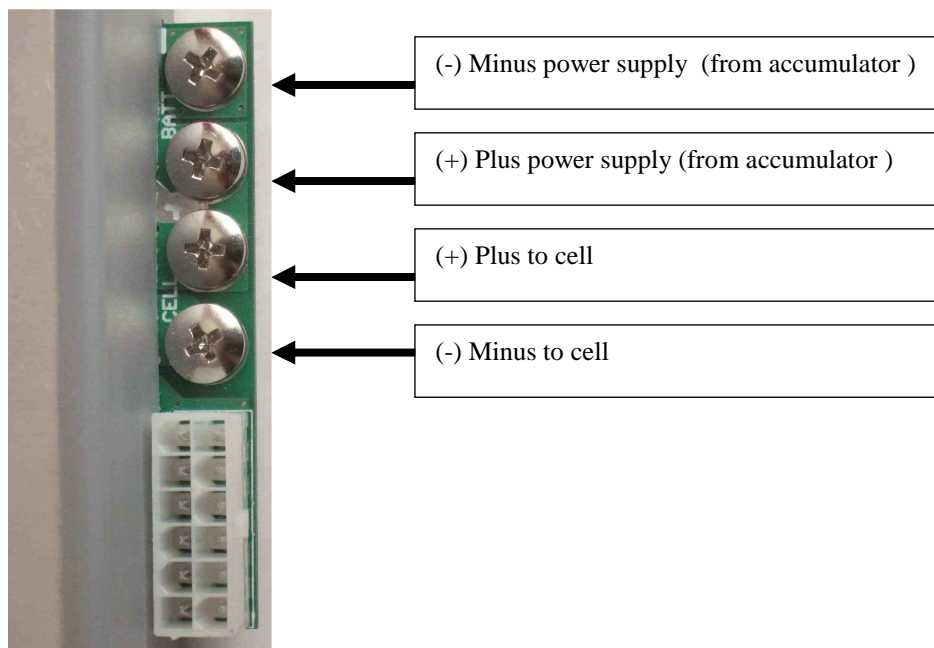 (-) Minus power supply (from accumulator )
(+) Plus power supply (from accumulator )
(+) Plus to cell
(-) Minus to cell
BATT
CELL